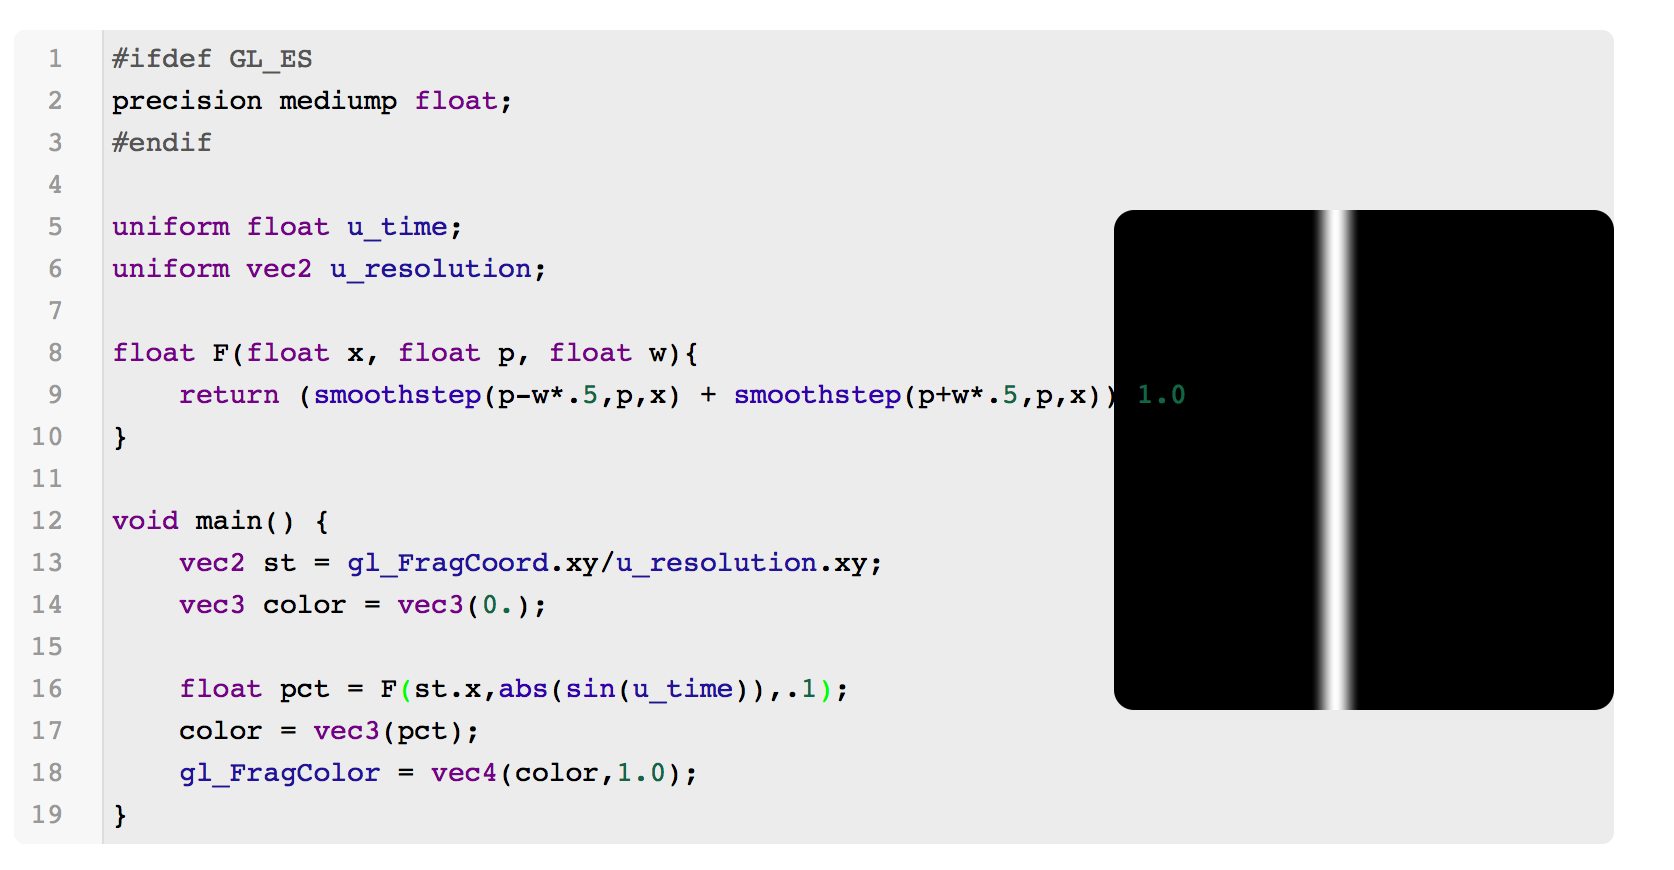 1 #ifdef GL_ES
2 precision mediump float;
3 #endif
4
5 uniform float u_time;
6 uniform vec2 u_resolution;
7
8 float F(float x, float p, float w){
9     return (smoothstep(p-w*.5,p,x) + smoothstep(p+w*.5,p,x)) 1.0
10 }
11
12 void main() {
13     vec2 st = gl_FragCoord.xy/u_resolution.xy;
14     vec3 color = vec3(0.);
15
16     float pct = F(st.x,abs(sin(u_time)),.1);
17     color = vec3(pct);
18     gl_FragColor = vec4(color,1.0);
19 }